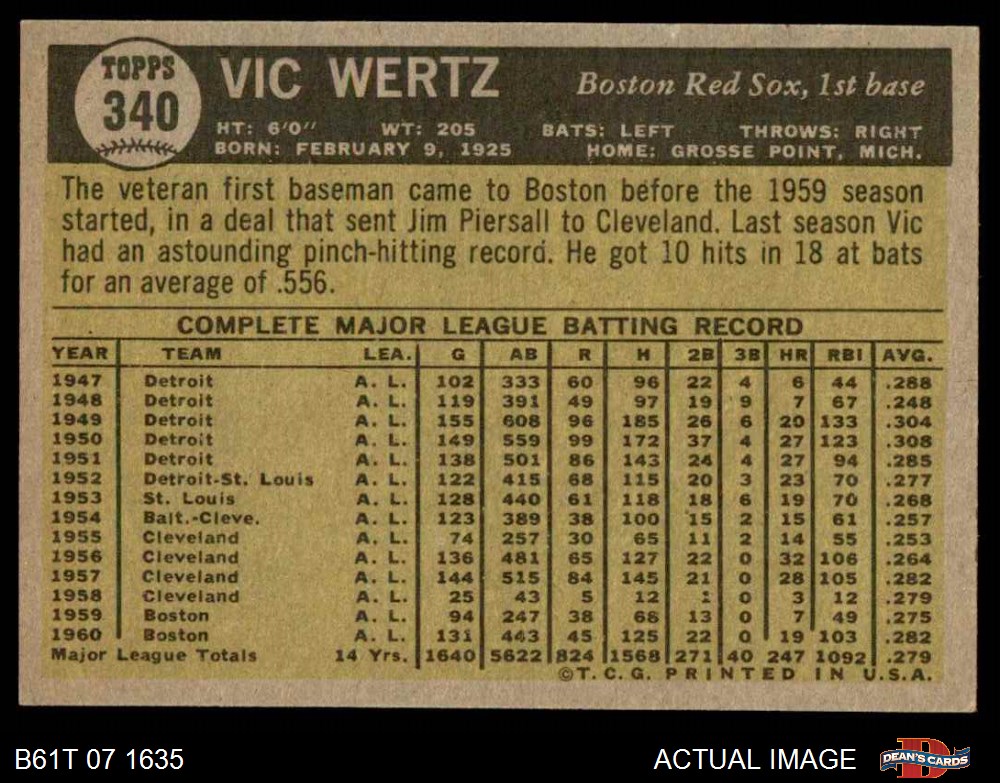 TOPPS
340
VIC WERTZ
Boston Red Sox, 1st base
HT: 6'0" WT: 205 BATS: LEFT THROWS: RIGHT
BORN: FEBRUARY 9, 1925 HOME: GROSSE POINT, MICH.
The veteran first baseman came to Boston before the 1959 season
started, in a deal that sent Jim Piersall to Cleveland. Last season Vic
had an astounding pinch-hitting record. He got 10 hits in 18 at bats
for an average of .556.
COMPLETE MAJOR LEAGUE BATTING RECORD
YEAR TEAM LEA. G AB R H 2B 3B HR RBI AVG.
1947 Detroit A. L. 102 333 60 96 22 4 6 44 .288
1948 Detroit A. L. 119 391 49 97 19 9 7 67 .248
1949 Detroit A. L. 155 608 96 185 26 6 20 133 .304
1950 Detroit A. L. 149 559 99 172 37 4 27 123 .308
1951 Detroit A. L. 138 501 86 143 24 4 27 94 .285
1952 Detroit-St. Louis A. L. 122 415 68 115 20 3 23 70 .277
1953 St. Louis A. L. 128 440 61 118 18 6 19 70 .268
1954 Balt.-Cleve. A. L. 123 389 38 100 15 2 15 61 .257
1955 Cleveland A. L. 74 257 30 65 11 2 14 55 .253
1956 Cleveland A. L. 136 481 65 127 22 0 32 106 .264
1957 Cleveland A. L. 144 515 84 145 21 0 28 105 .282
1958 Cleveland A. L. 25 43 5 12 1 0 3 12 .279
1959 Boston A. L. 94 247 38 68 13 0 7 49 .275
1960 Boston A. L. 131 443 45 125 22 0 19 103 .282
Major League Totals 14 Yrs. 1640 5622 824 1568 271 40 247 1092 .279
©T. C. G. PRINTED IN U.S.A.
B61T 07 1635
ACTUAL IMAGE
DEAN'S CARDS